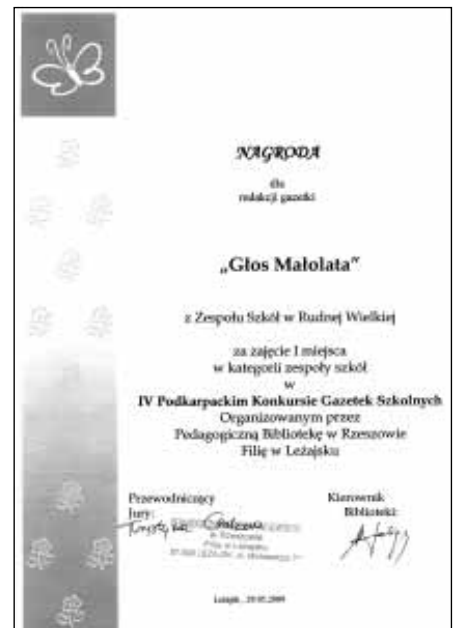 NAGRODA
dla
redakcji gazetki
„Głos Małolata”
z Zespołu Szkół w Rudnej Wielkiej
za zajęcie I miejsca
w kategorii zespoły szkół
w
IV Podkarpackim Konkursie Gazetek Szkolnych
Organizowanym przez
Pedagogiczną Bibliotekę w Rzeszowie
Filię w Leżajsku
Przewodniczący
Jury:
Kierownik
Biblioteki:
Leżajsk,